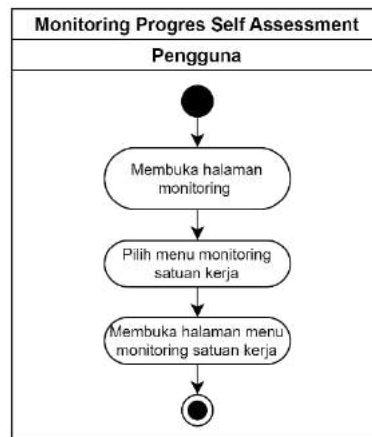 Monitoring Progres Self Assessment
Pengguna
Membuka halaman
monitoring
Pilih menu monitoring
satuan kerja
Membuka halaman menu
monitoring satuan kerja